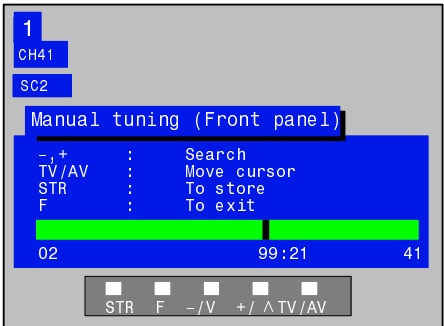 1
CH41
SC2
Manual tuning (Front panel)
–,+ : Search
TV/AV : Move cursor
STR : To store
F : To exit
02 99:21 41
STR F –/V +/ ∧ TV/AV